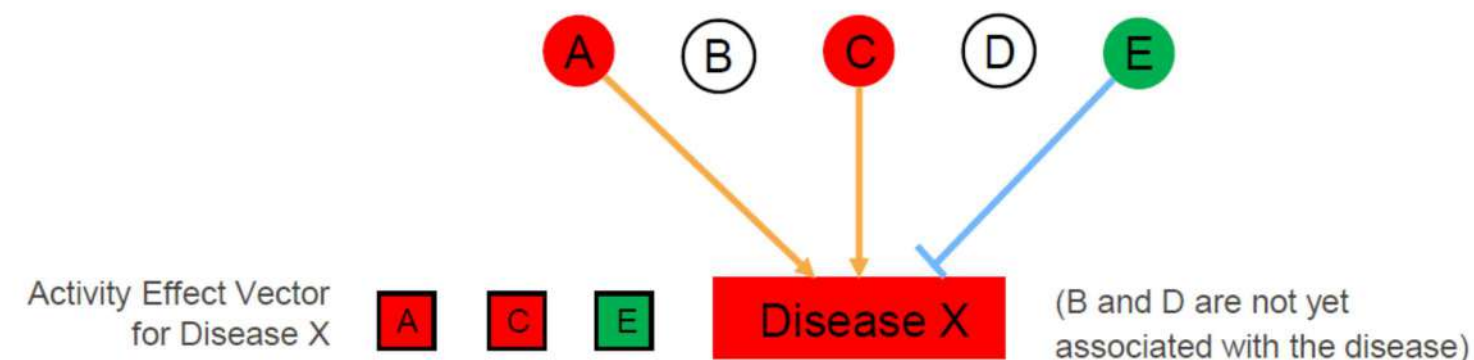 A B C D E
Activity Effect Vector
for Disease X
A C E
Disease X
(B and D are not yet
associated with the disease)